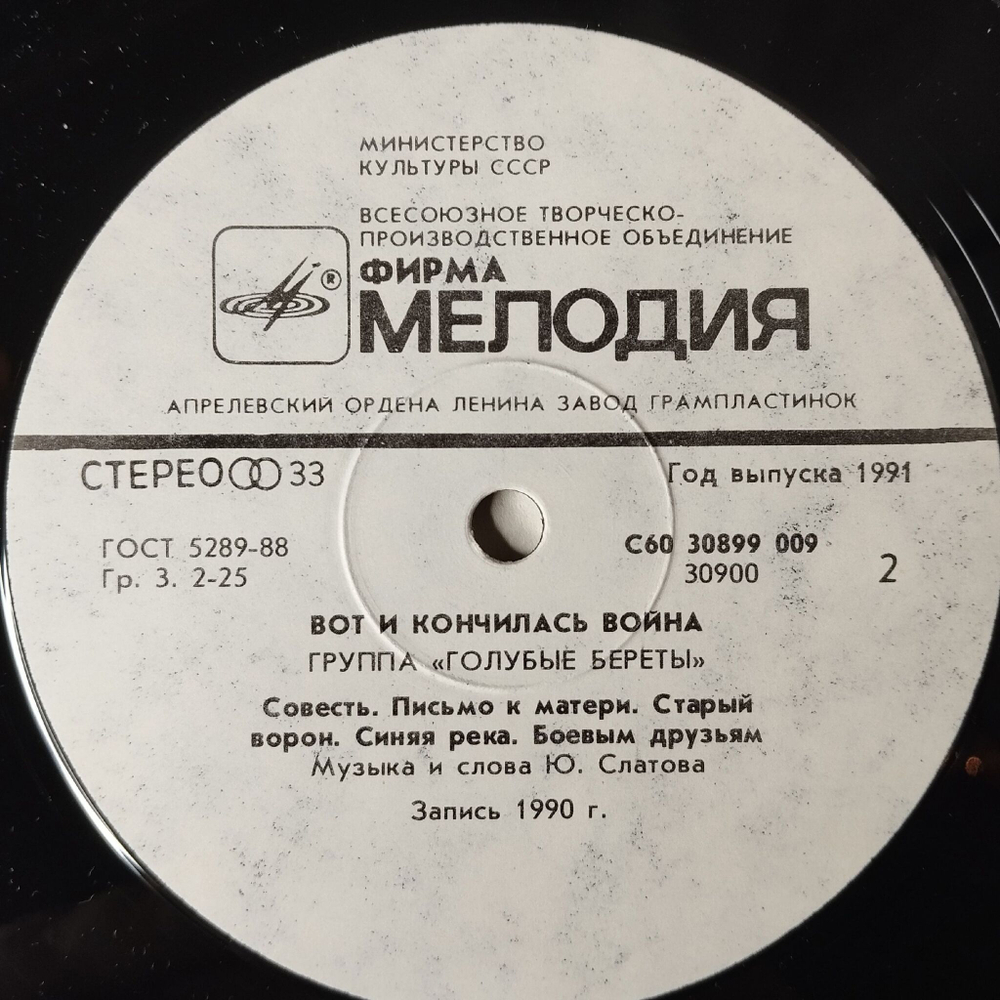 МИНИСТЕРСТВО
КУЛЬТУРЫ СССР
ВСЕСОЮЗНОЕ ТВОРЧЕСКО-
ПРОИЗВОДСТВЕННОЕ ОБЪЕДИНЕНИЕ
ФИРМА
®
МЕЛОДИЯ
АПРЕЛЕВСКИЙ ОРДЕНА ЛЕНИНА ЗАВОД ГРАМПЛАСТИНОК
СТЕРЕО 33
Год выпуска 1991
ГОСТ 5289-88
Гр. 3. 2-25
С60 30899 009
30900
2
ВОТ И КОНЧИЛАСЬ ВОЙНА
ГРУППА «ГОЛУБЫЕ БЕРЕТЫ»
Совесть. Письмо к матери. Старый
ворон. Синяя река. Боевым друзьям
Музыка и слова Ю. Слатова
Запись 1990 г.